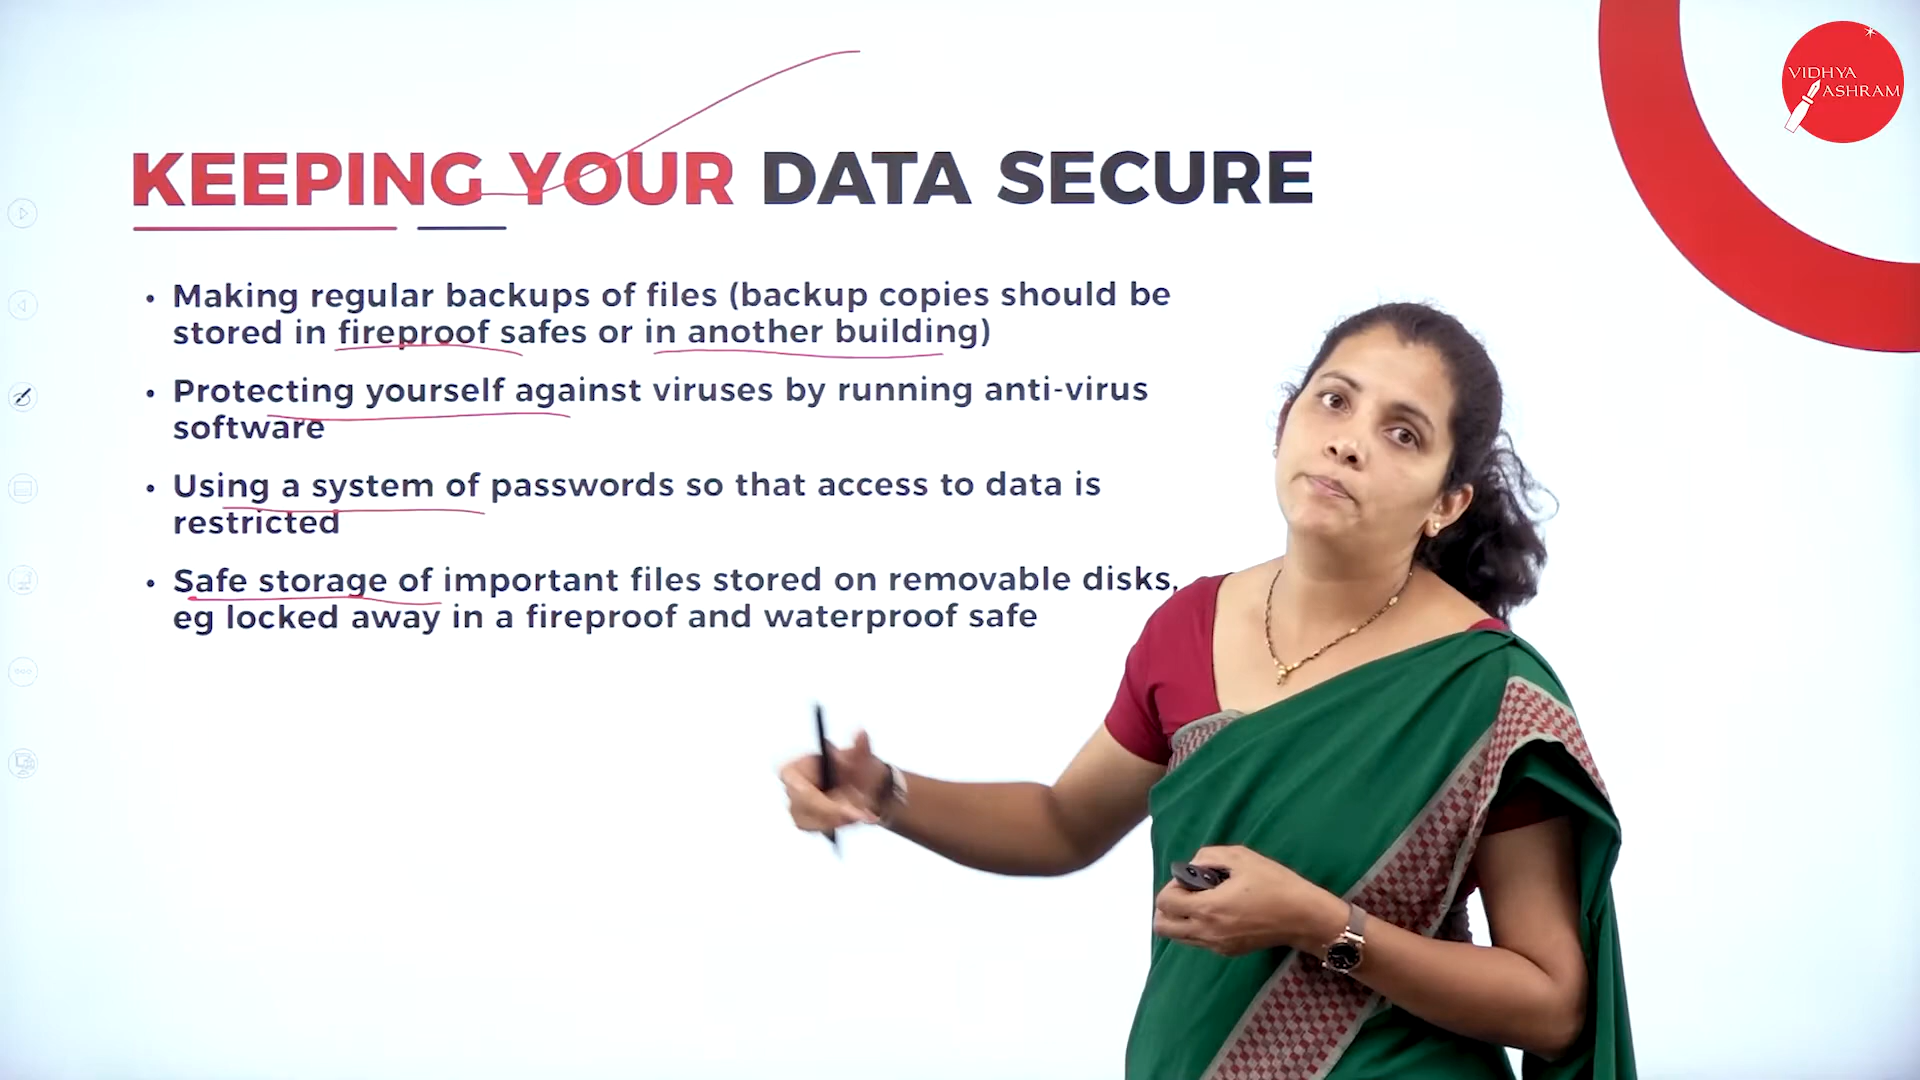 VIDHYA
ASHRAM
KEEPING YOUR DATA SECURE
• Making regular backups of files (backup copies should be
stored in fireproof safes or in another building)
• Protecting yourself against viruses by running anti-virus
software
• Using a system of passwords so that access to data is
restricted
• Safe storage of important files stored on removable disks,
eg locked away in a fireproof and waterproof safe